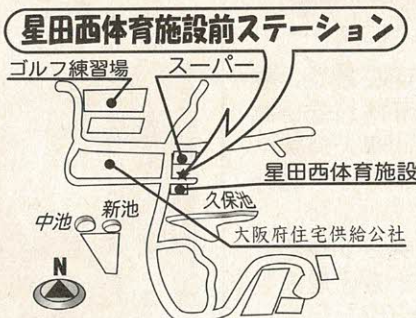 星田西体育施設前ステーション
ゴルフ練習場
スーパー
星田西体育施設
久保池
中池
新池
大阪府住宅供給公社
N